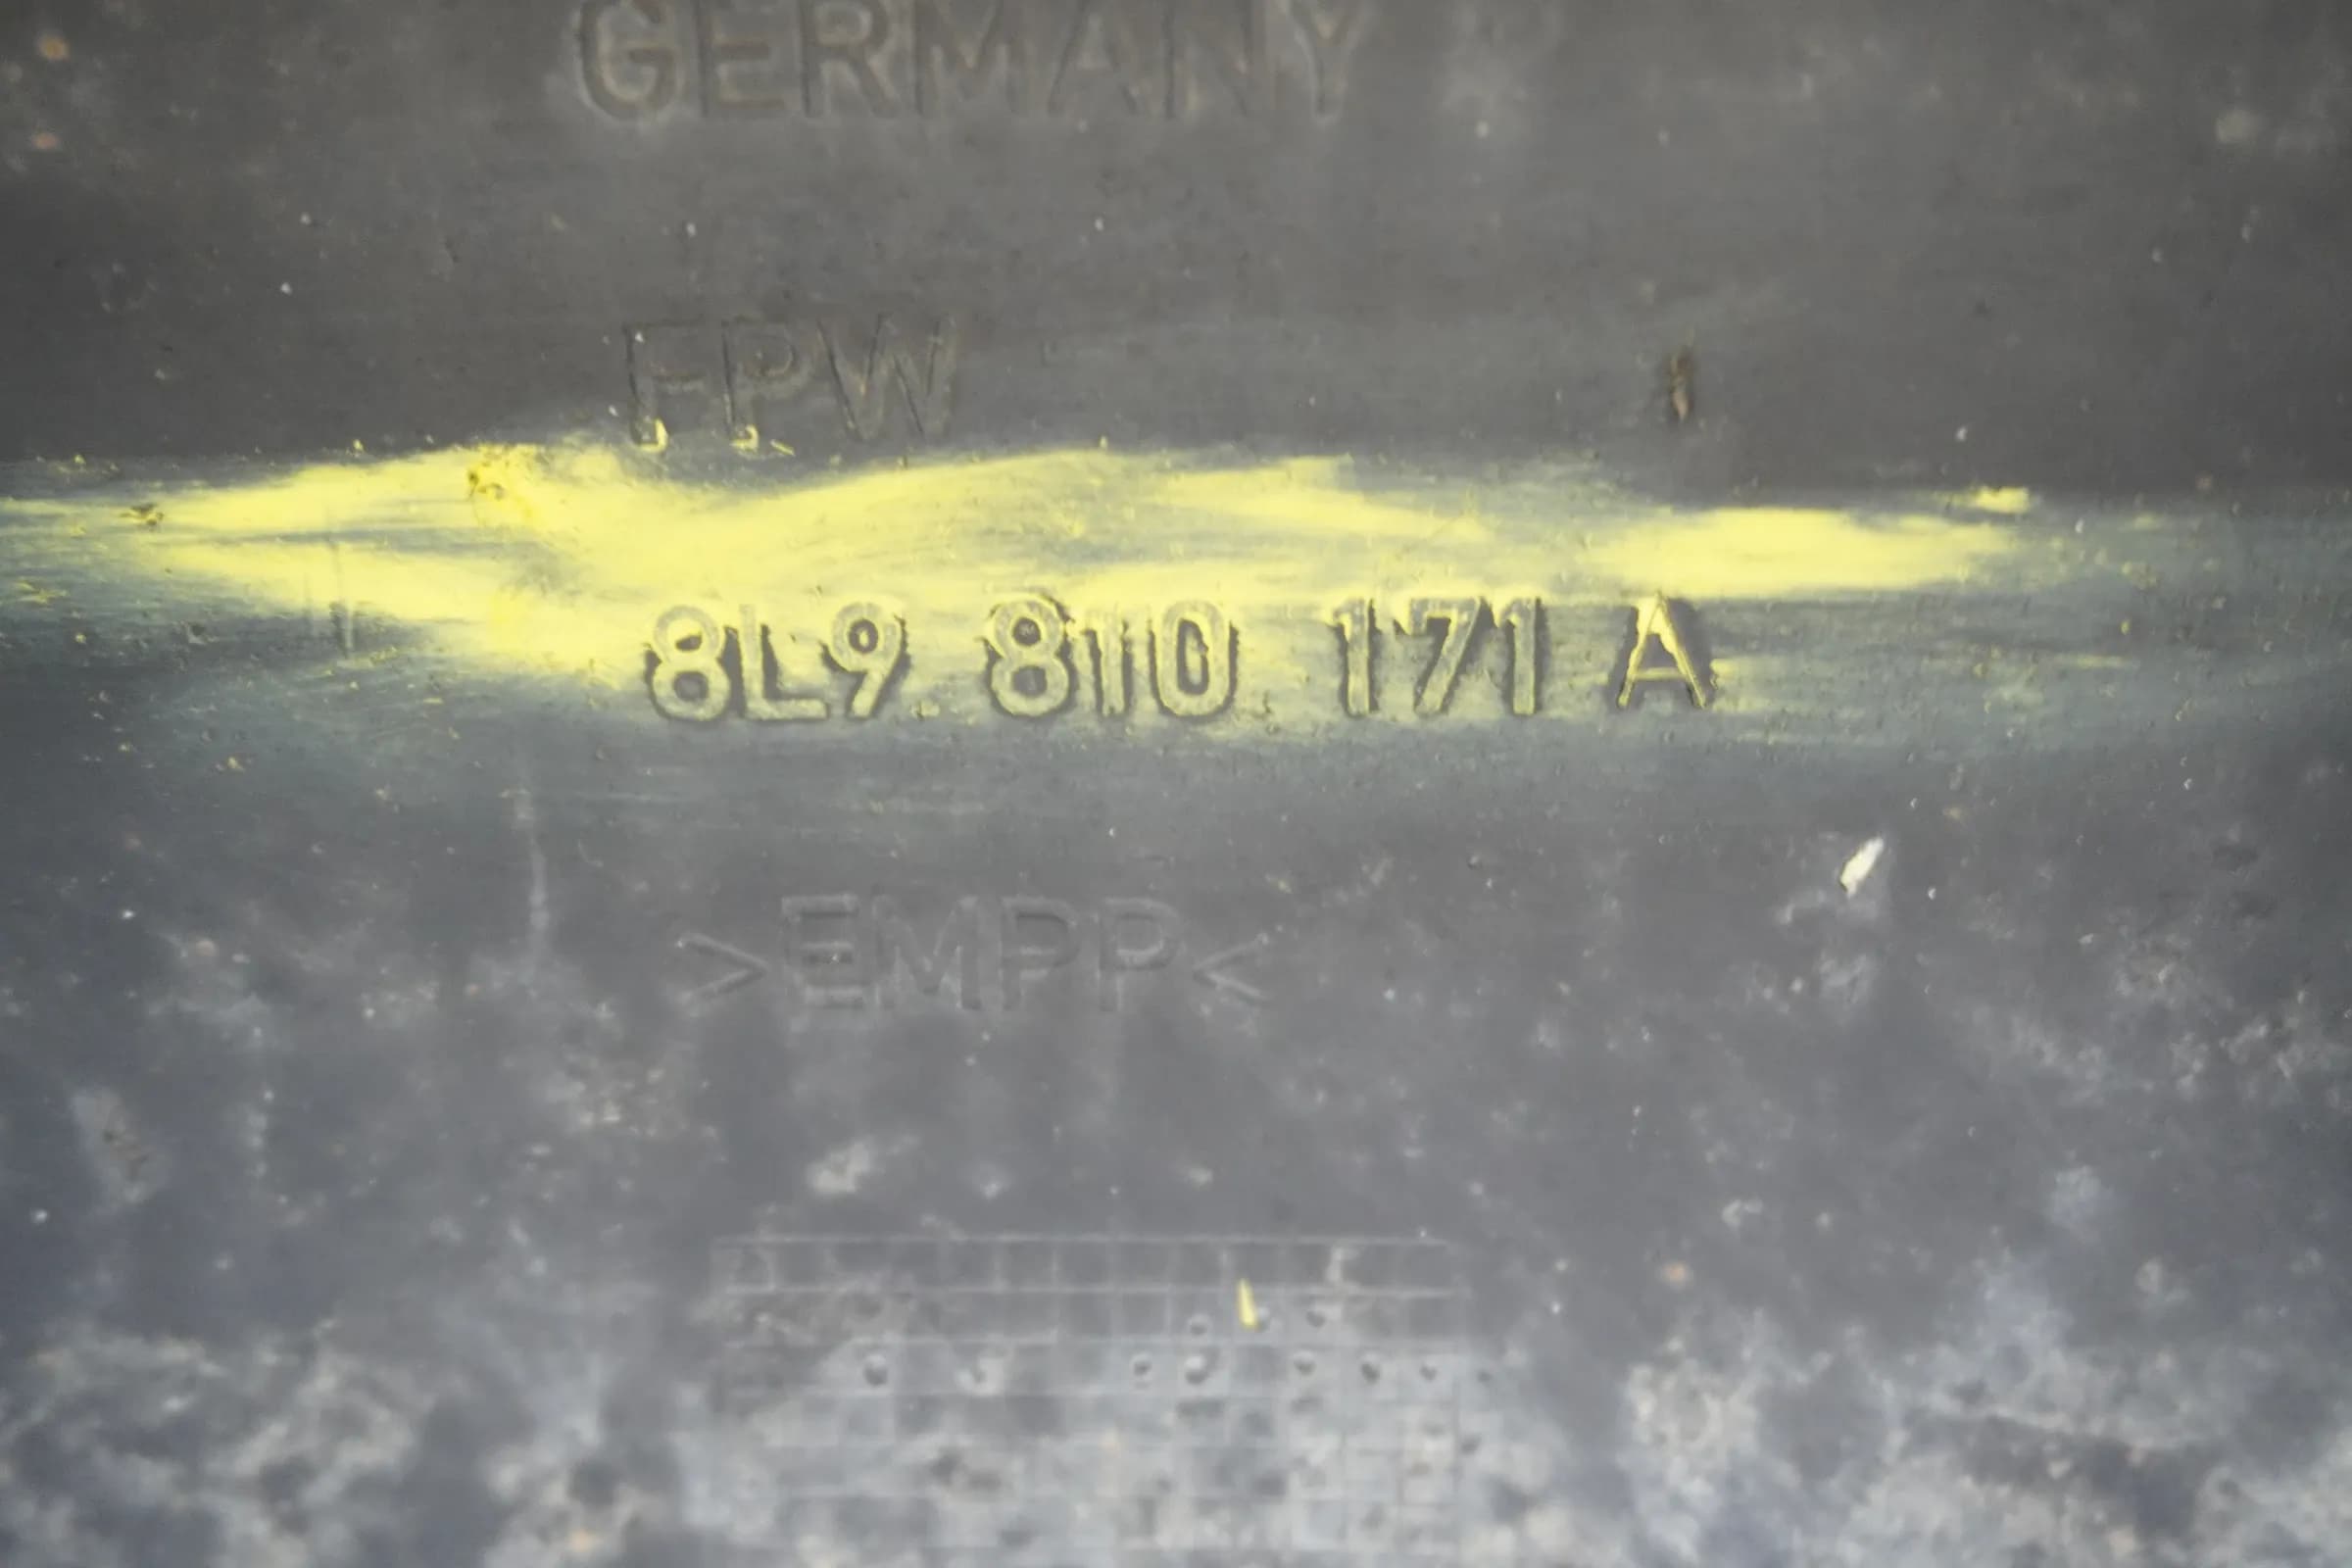 GERMANY
FPW
8L9 810 171 A
>EMPP<